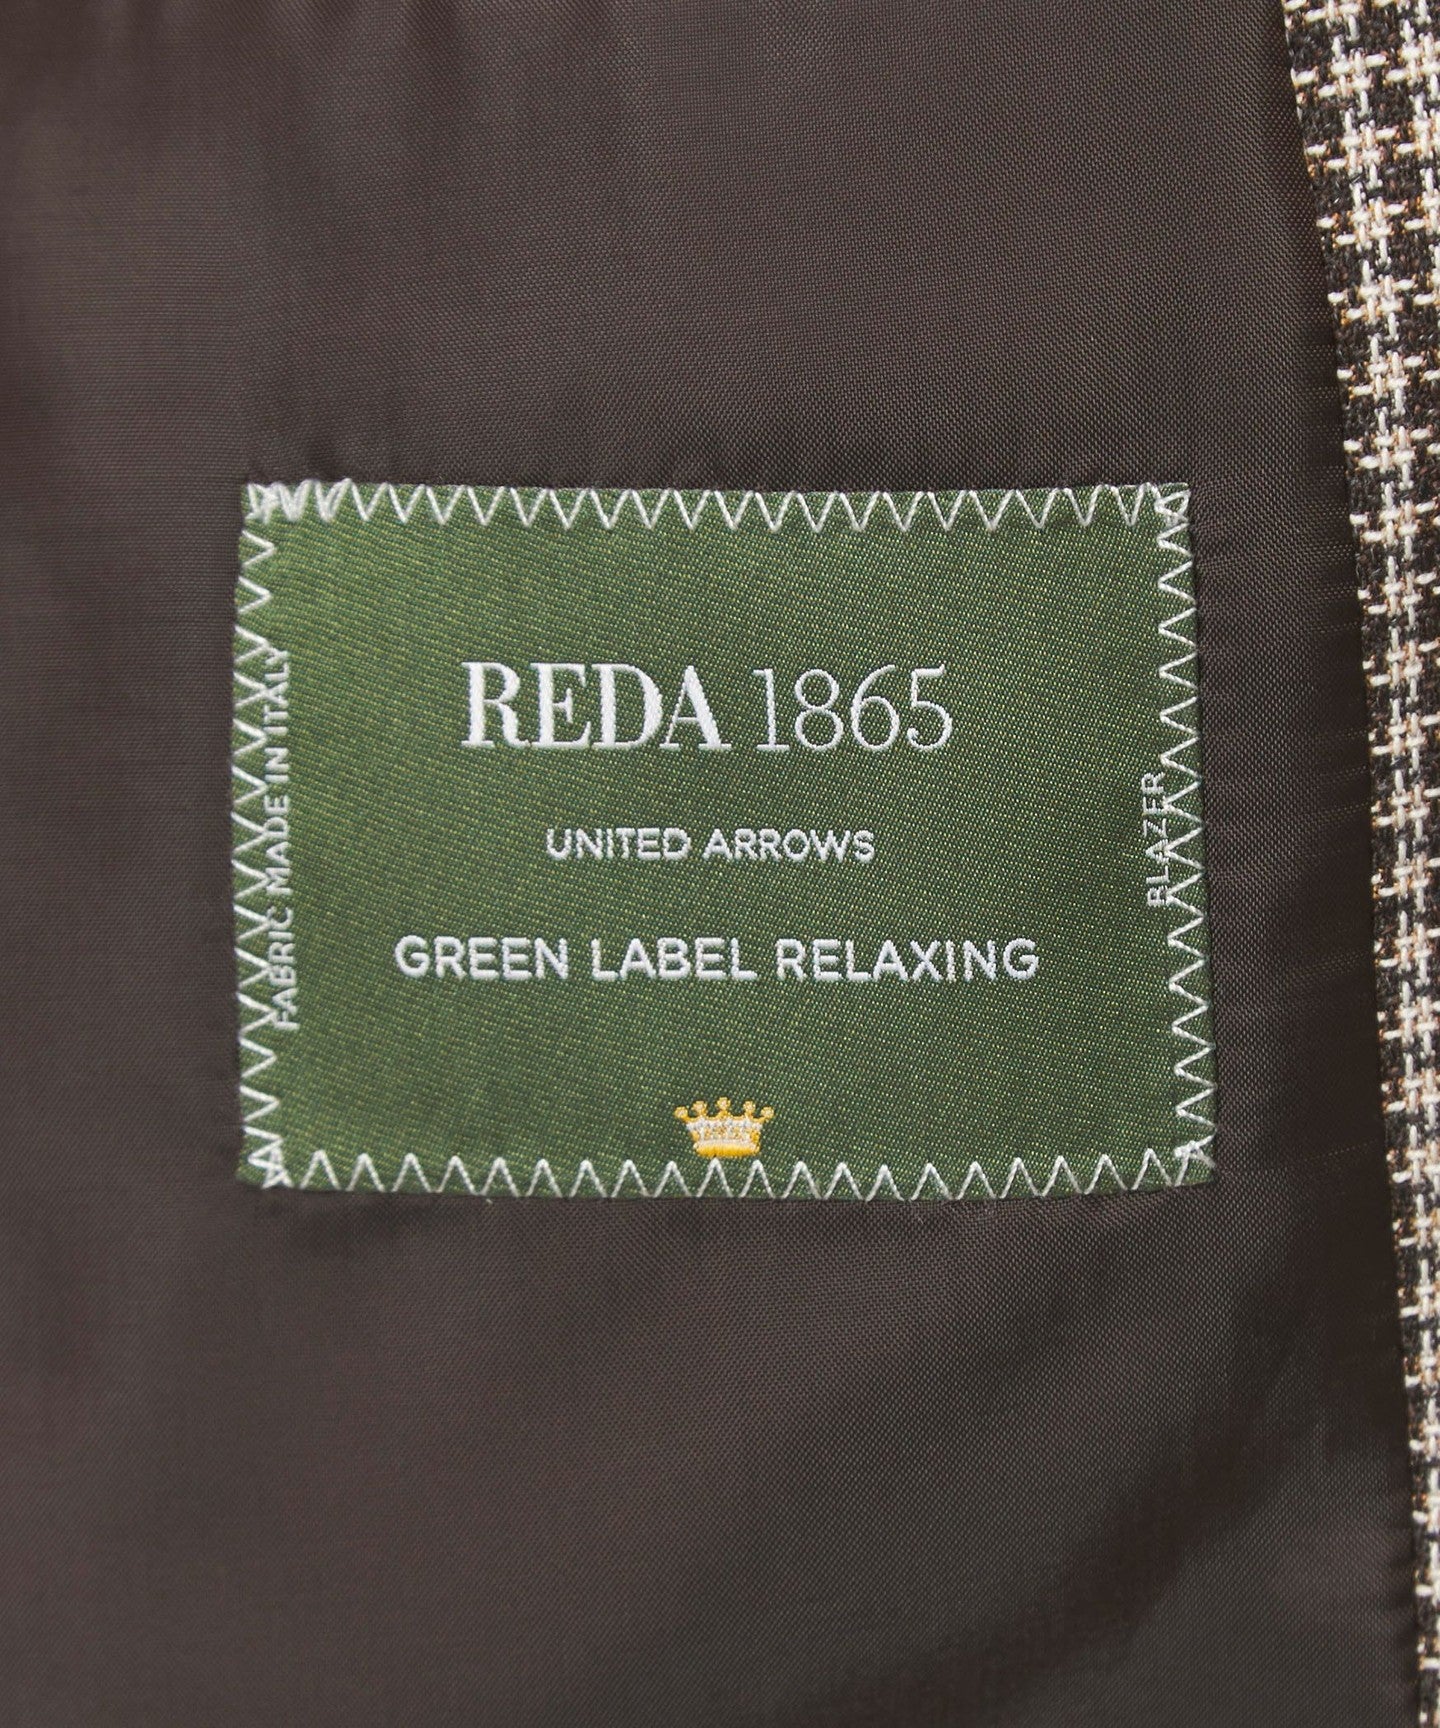 REDA 1865
UNITED ARROWS
GREEN LABEL RELAXING
FABRIC MADE IN ITALY
BLAZER